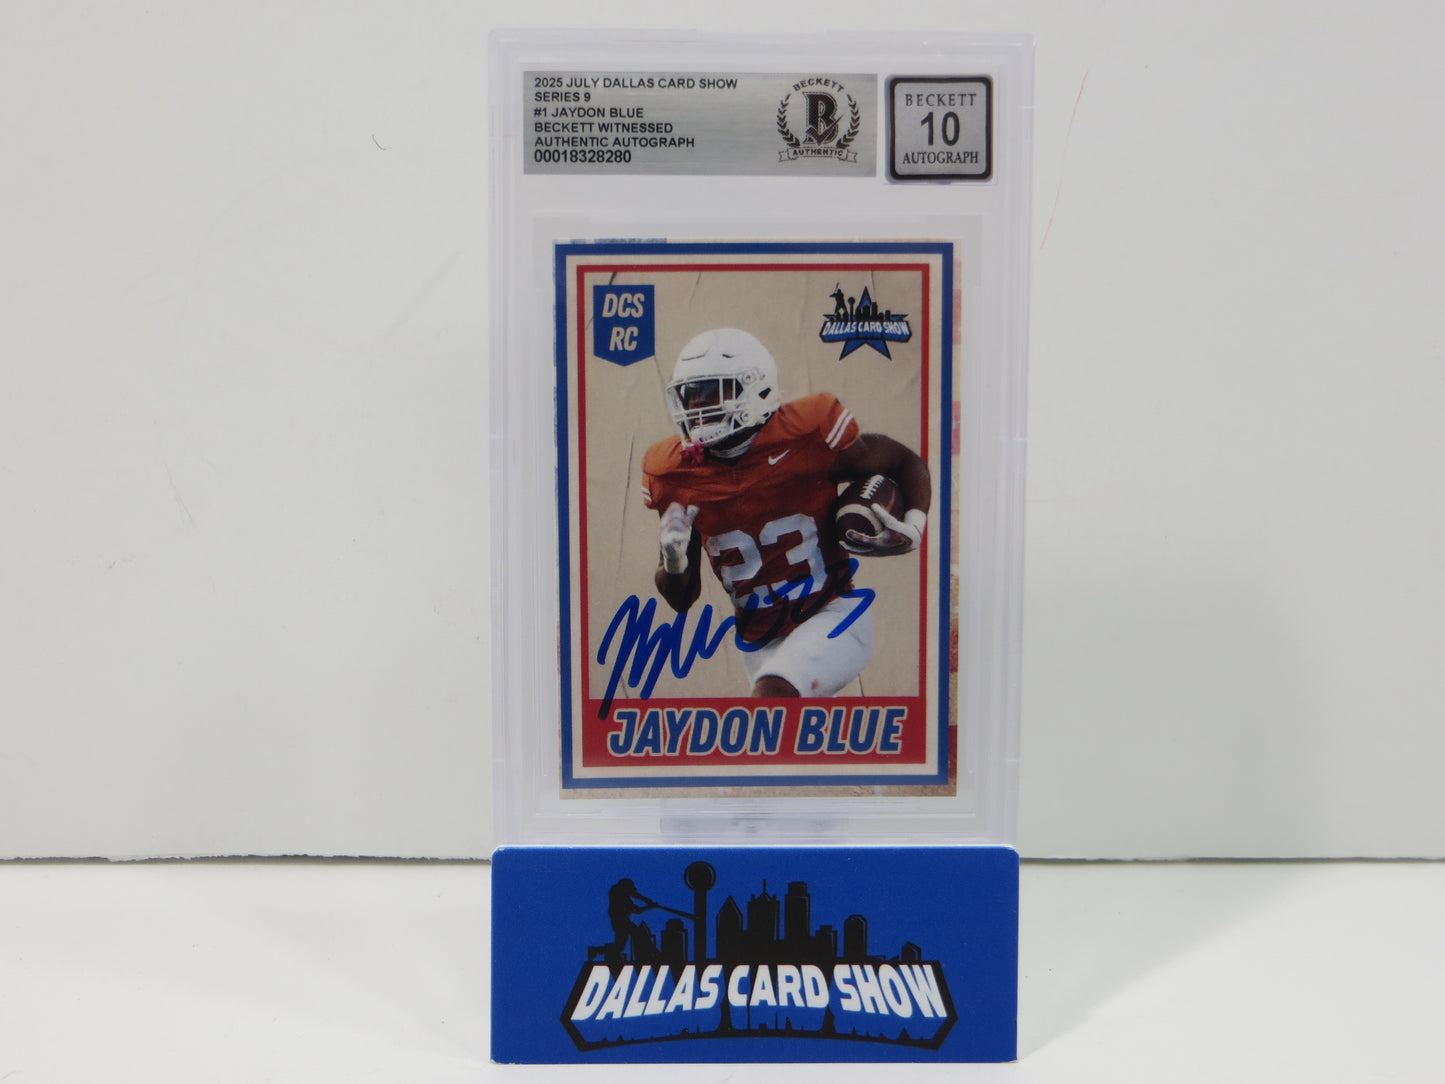 2025 JULY DALLAS CARD SHOW
SERIES 9
#1 JAYDON BLUE
BECKETT WITNESSED
AUTHENTIC AUTOGRAPH
00018328280
BECKETT
B
AUTHENTIC
BECKETT
10
AUTOGRAPH
DCS
RC
DALLAS CARD SHOW
23
JAYDON BLUE
DALLAS CARD SHOW